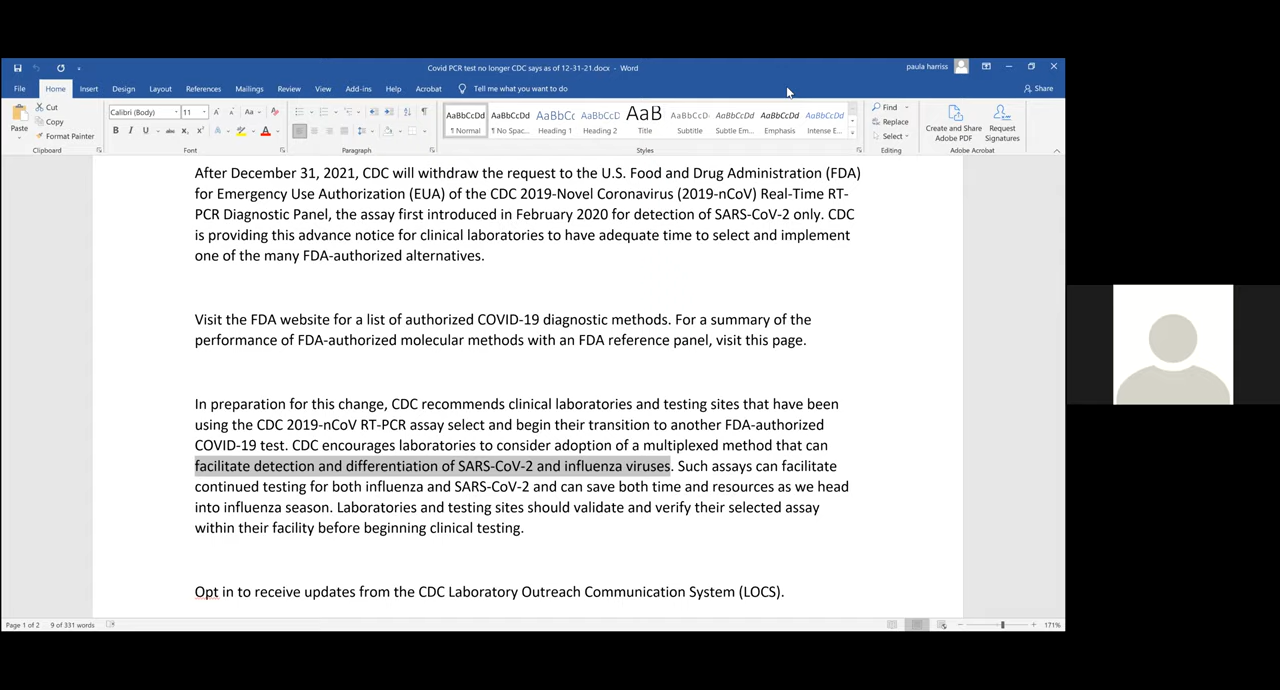 Covid PCR test no longer CDC says as of 12-31-21.docx - Word
paula harriss
File Home Insert Design Layout References Mailings Review View Add-ins Help Acrobat Tell me what you want to do Share
Paste
Cut
Copy
Format Painter
Clipboard
Calibri (Body) 11
B I U abc x₂ x² A
Font
Paragraph
AaBbCcDd AaBbCcDd AaBbCc AaBbCcD AaB AaBbCcD AaBbCcDd AaBbCcDd AaBbCcDd
¶ Normal ¶ No Spac... Heading 1 Heading 2 Title Subtitle Subtle Em... Emphasis Intense E...
Styles
Find
Replace
Select
Editing
Create and Share Adobe PDF
Request Signatures
Adobe Acrobat
After December 31, 2021, CDC will withdraw the request to the U.S. Food and Drug Administration (FDA)
for Emergency Use Authorization (EUA) of the CDC 2019-Novel Coronavirus (2019-nCoV) Real-Time RT-
PCR Diagnostic Panel, the assay first introduced in February 2020 for detection of SARS-CoV-2 only. CDC
is providing this advance notice for clinical laboratories to have adequate time to select and implement
one of the many FDA-authorized alternatives.
Visit the FDA website for a list of authorized COVID-19 diagnostic methods. For a summary of the
performance of FDA-authorized molecular methods with an FDA reference panel, visit this page.
In preparation for this change, CDC recommends clinical laboratories and testing sites that have been
using the CDC 2019-nCoV RT-PCR assay select and begin their transition to another FDA-authorized
COVID-19 test. CDC encourages laboratories to consider adoption of a multiplexed method that can
facilitate detection and differentiation of SARS-CoV-2 and influenza viruses. Such assays can facilitate
continued testing for both influenza and SARS-CoV-2 and can save both time and resources as we head
into influenza season. Laboratories and testing sites should validate and verify their selected assay
within their facility before beginning clinical testing.
Opt in to receive updates from the CDC Laboratory Outreach Communication System (LOCS).
Page 1 of 2 9 of 331 words 171%